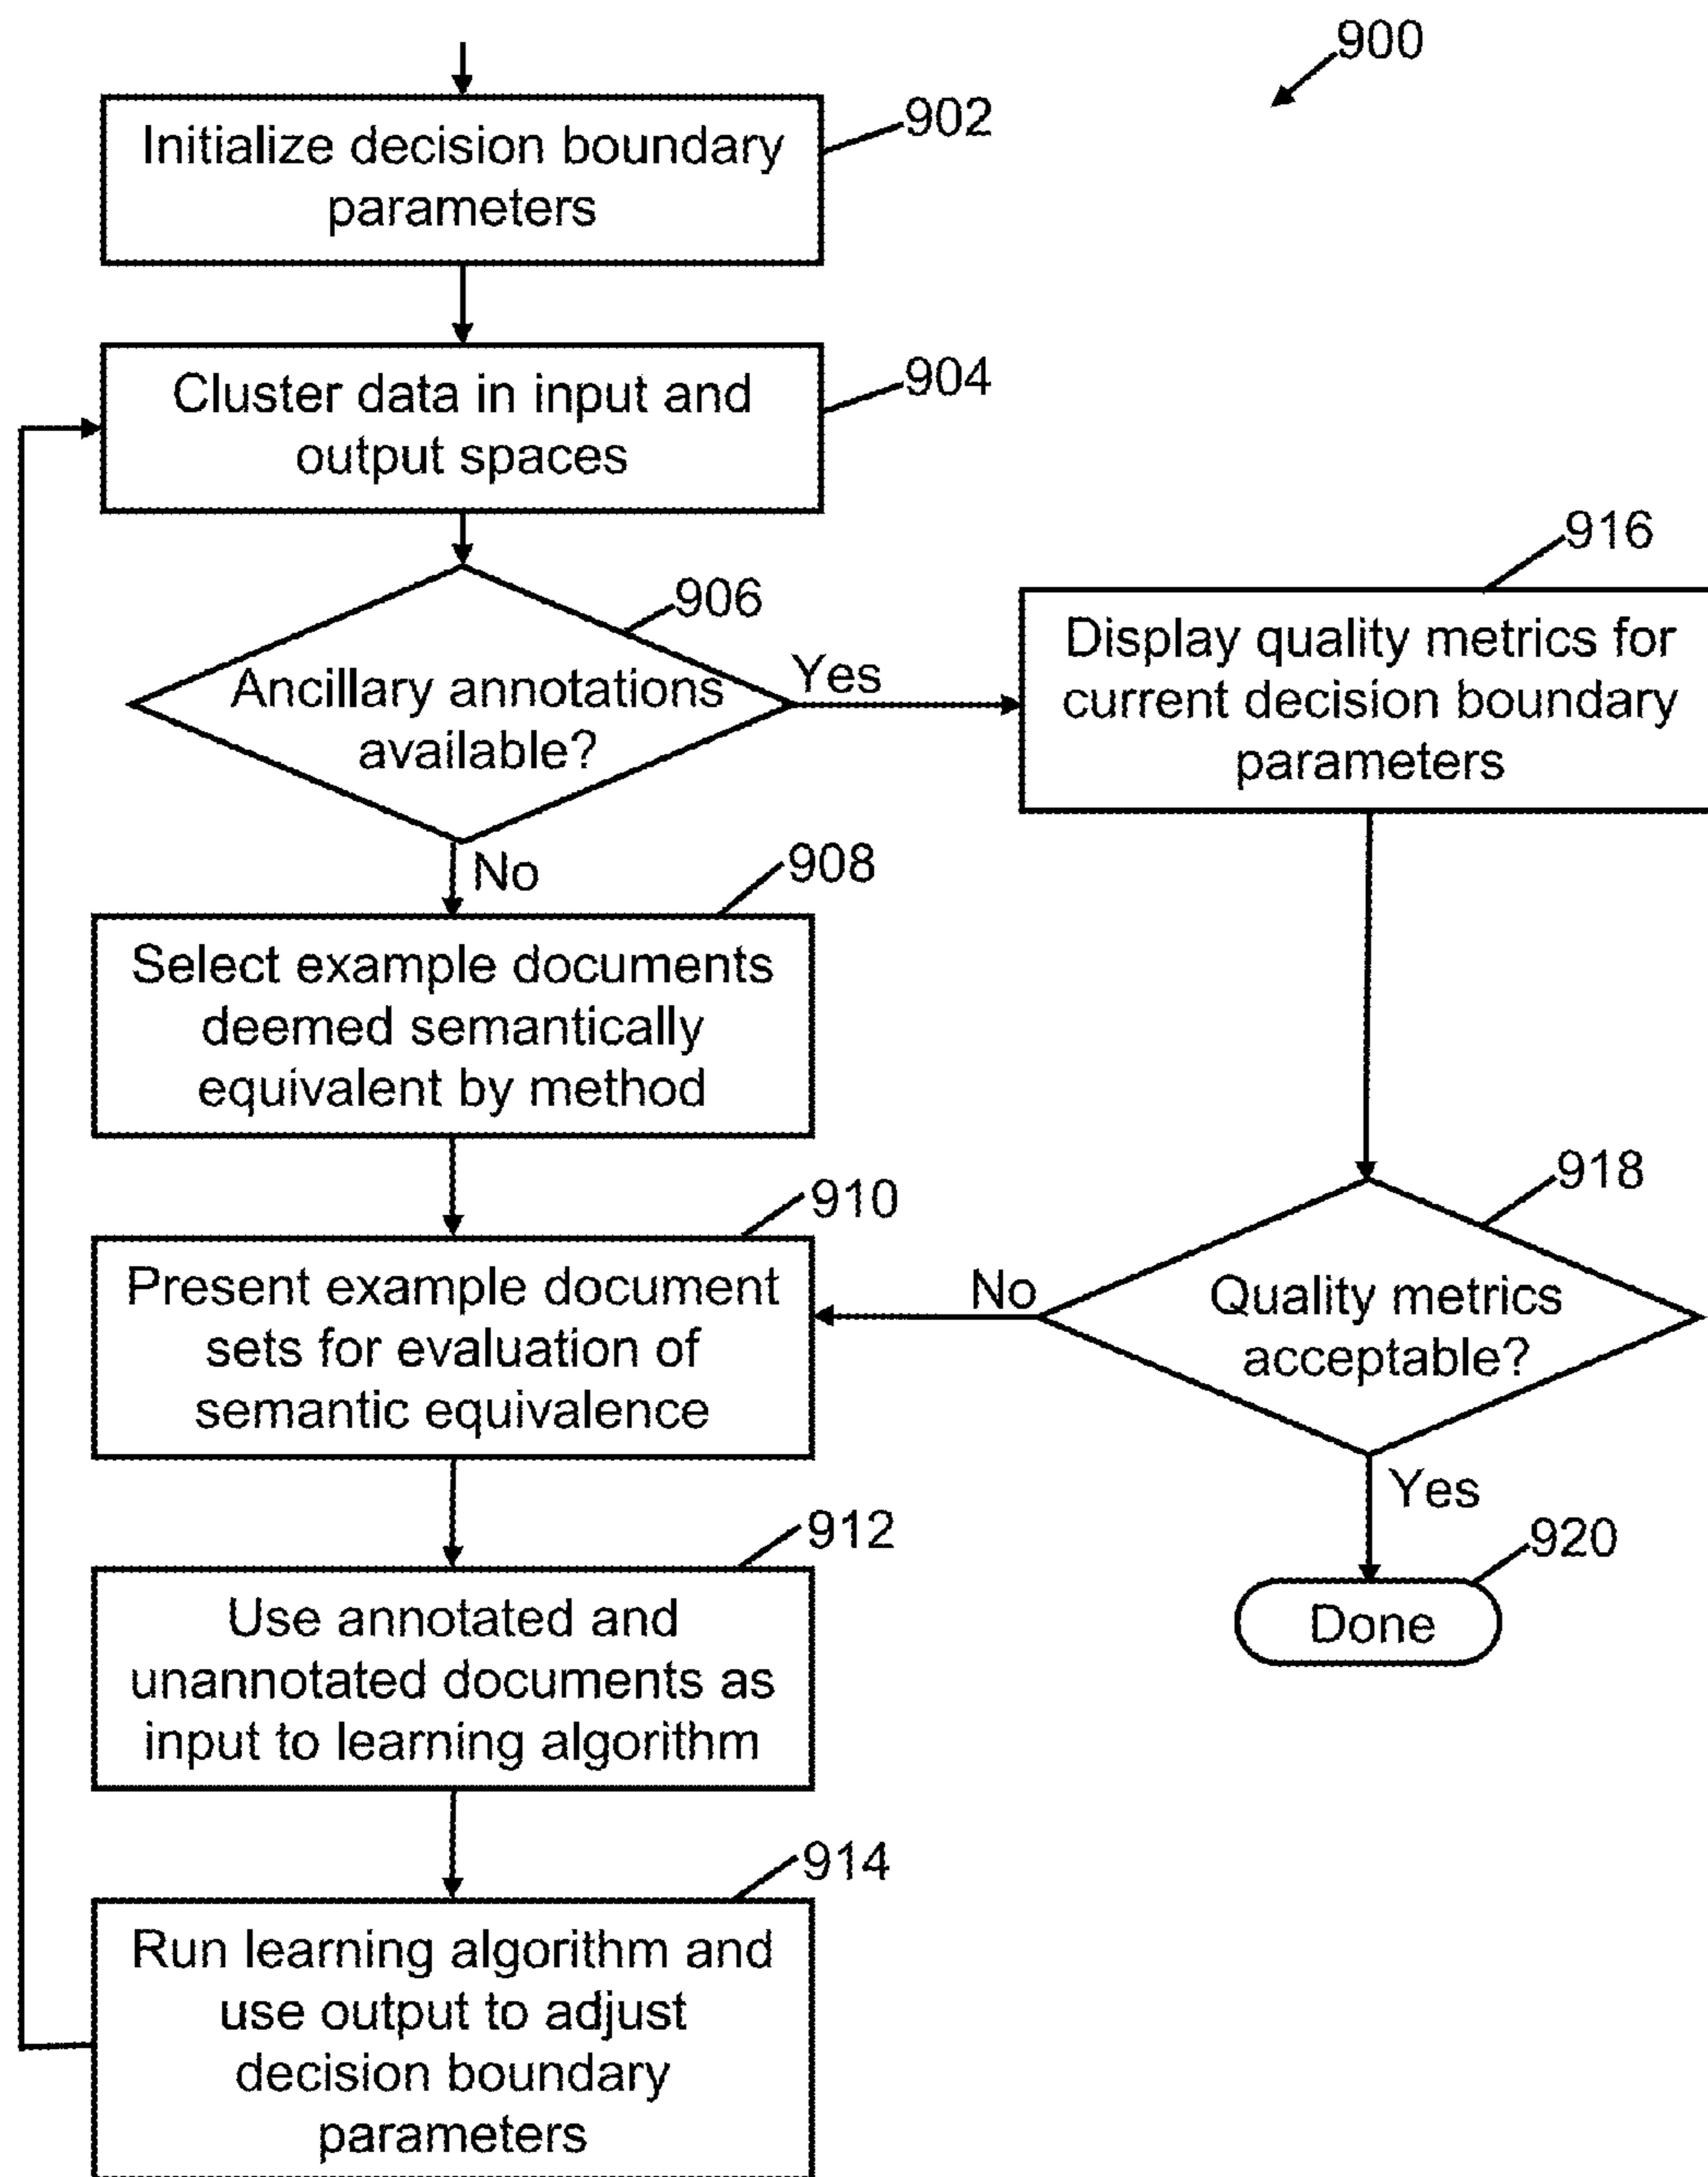 900
902
Initialize decision boundary
parameters
904
Cluster data in input and
output spaces
906
Ancillary annotations
available?
Yes
No
916
Display quality metrics for
current decision boundary
parameters
908
Select example documents
deemed semantically
equivalent by method
910
Present example document
sets for evaluation of
semantic equivalence
918
No
Quality metrics
acceptable?
Yes
920
Done
912
Use annotated and
unannotated documents as
input to learning algorithm
914
Run learning algorithm and
use output to adjust
decision boundary
parameters